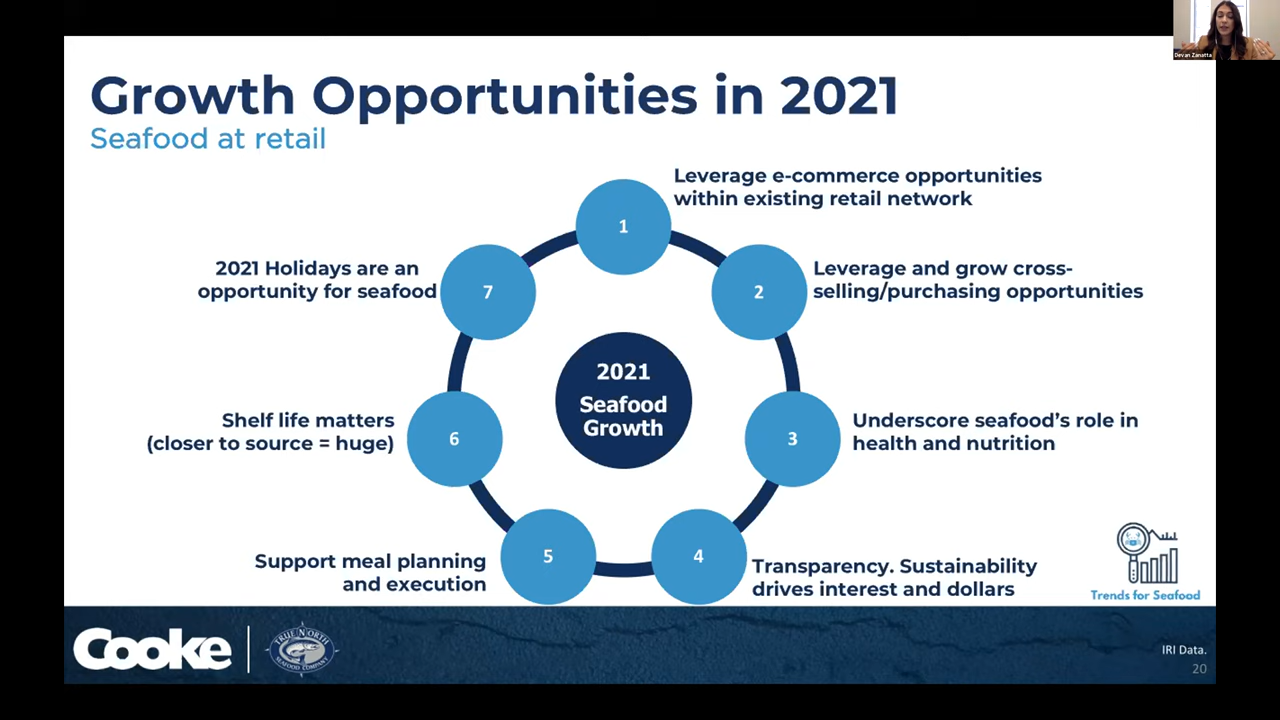 Devan Zanatta
Growth Opportunities in 2021
Seafood at retail
1
Leverage e-commerce opportunities
within existing retail network
2
Leverage and grow cross-
selling/purchasing opportunities
3
Underscore seafood's role in
health and nutrition
4
Transparency. Sustainability
drives interest and dollars
5
Support meal planning
and execution
6
Shelf life matters
(closer to source = huge)
7
2021 Holidays are an
opportunity for seafood
2021
Seafood
Growth
Trends for Seafood
Cooke
TRUE NORTH
SEAFOOD COMPANY
IRI Data.
20